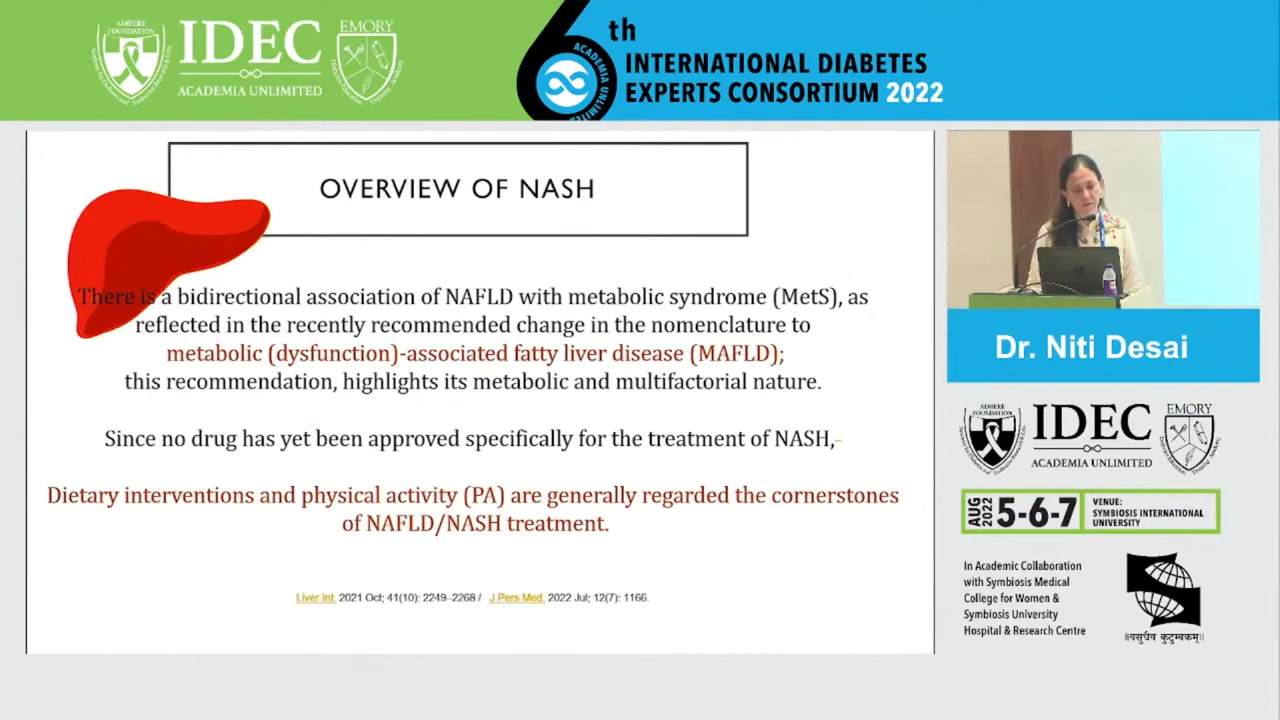 ADHERE
FOUNDATION
IDEC
ACADEMIA UNLIMITED
EMORY
6th
ACADEMIA UNLIMITED
INTERNATIONAL DIABETES
EXPERTS CONSORTIUM 2022
OVERVIEW OF NASH
There is a bidirectional association of NAFLD with metabolic syndrome (MetS), as
reflected in the recently recommended change in the nomenclature to
metabolic (dysfunction)-associated fatty liver disease (MAFLD);
this recommendation, highlights its metabolic and multifactorial nature.
Since no drug has yet been approved specifically for the treatment of NASH,-
Dietary interventions and physical activity (PA) are generally regarded the cornerstones
of NAFLD/NASH treatment.
Liver Int. 2021 Oct; 41(10): 2249–2268 / J Pers Med. 2022 Jul; 12(7): 1166.
Dr. Niti Desai
ADHERE
FOUNDATION
IDEC
ACADEMIA UNLIMITED
EMORY
AUG 2022
5-6-7
VENUE:
SYMBIOSIS INTERNATIONAL
UNIVERSITY
In Academic Collaboration
with Symbiosis Medical
College for Women &
Symbiosis University
Hospital & Research Centre
॥वसुधैव कुटुम्बकम्॥